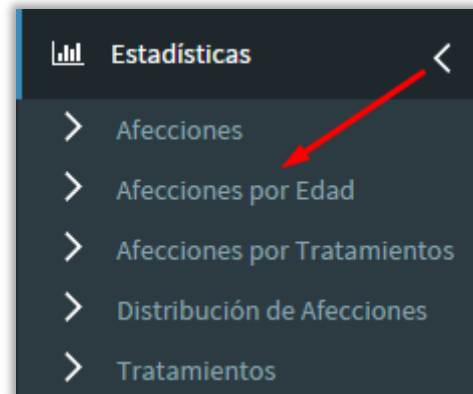 Estadísticas
Afecciones
Afecciones por Edad
Afecciones por Tratamientos
Distribución de Afecciones
Tratamientos